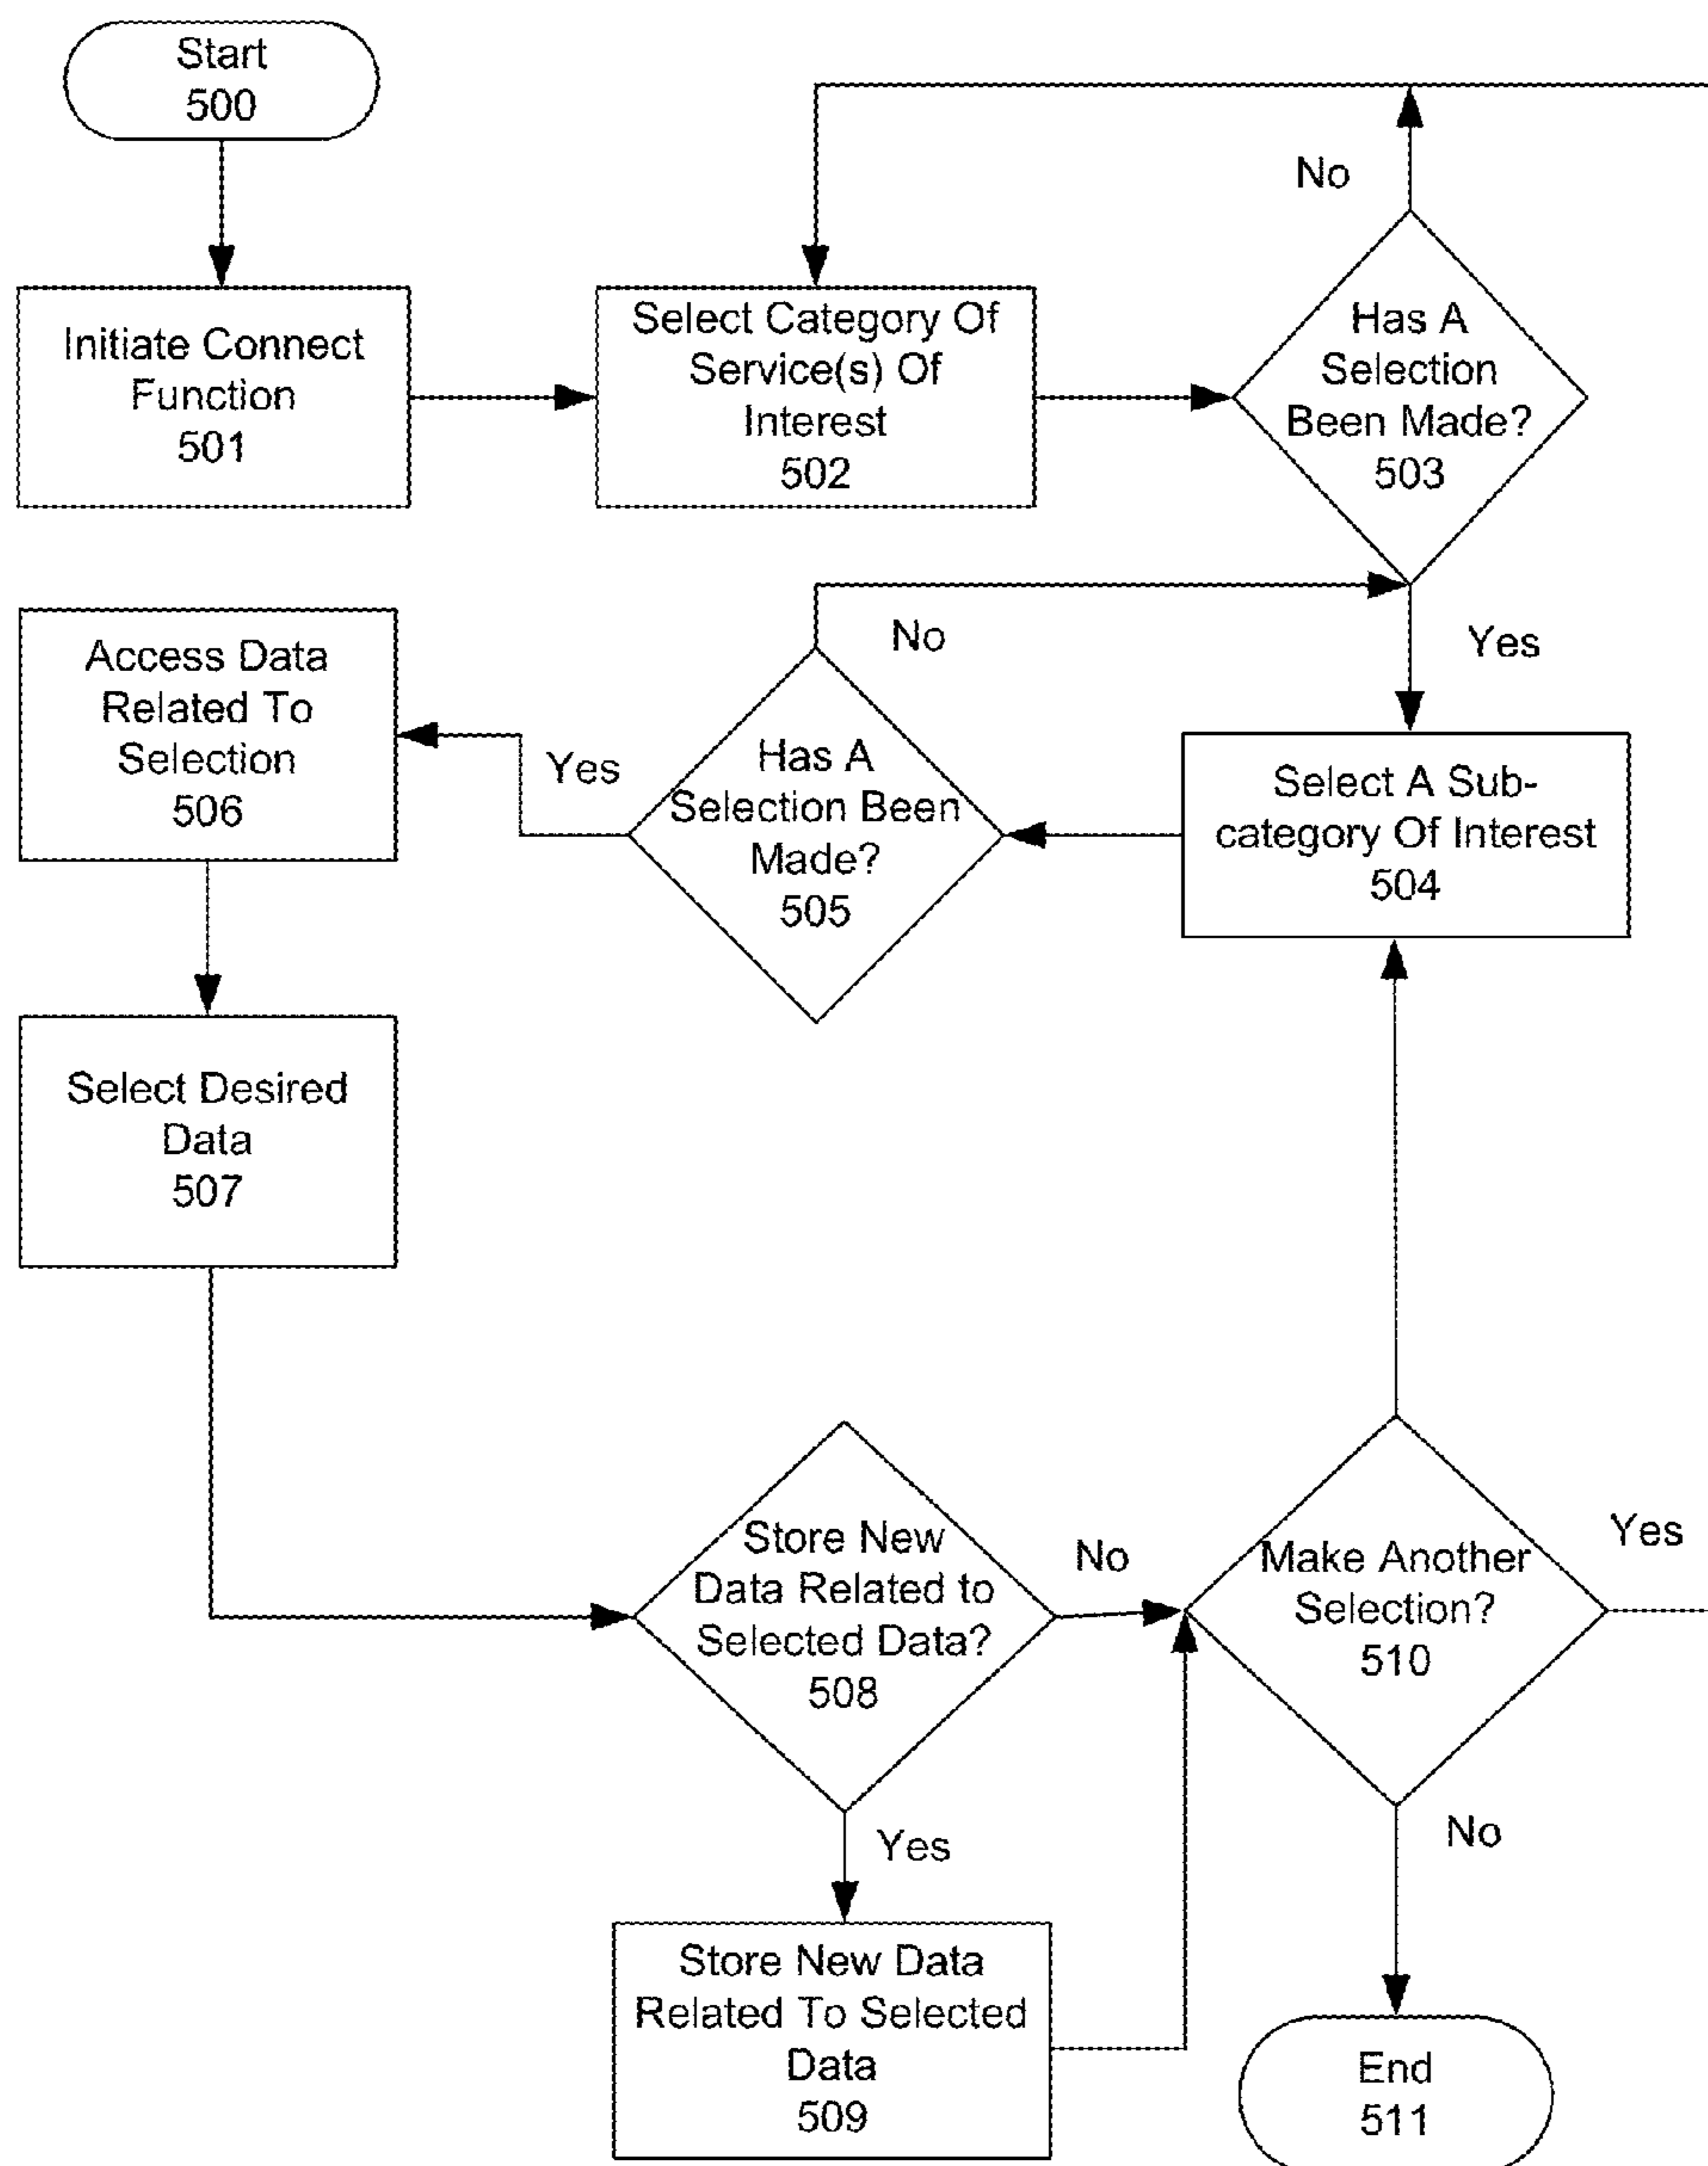 Start
500
Initiate Connect
Function
501
Select Category Of
Service(s) Of
Interest
502
No
Has A
Selection
Been Made?
503
Yes
Select A Sub-
category Of Interest
504
No
Has A
Selection Been
Made?
505
Yes
Access Data
Related To
Selection
506
Select Desired
Data
507
Store New
Data Related to
Selected Data?
508
No
Yes
Store New Data
Related To Selected
Data
509
Make Another
Selection?
510
Yes
No
End
511